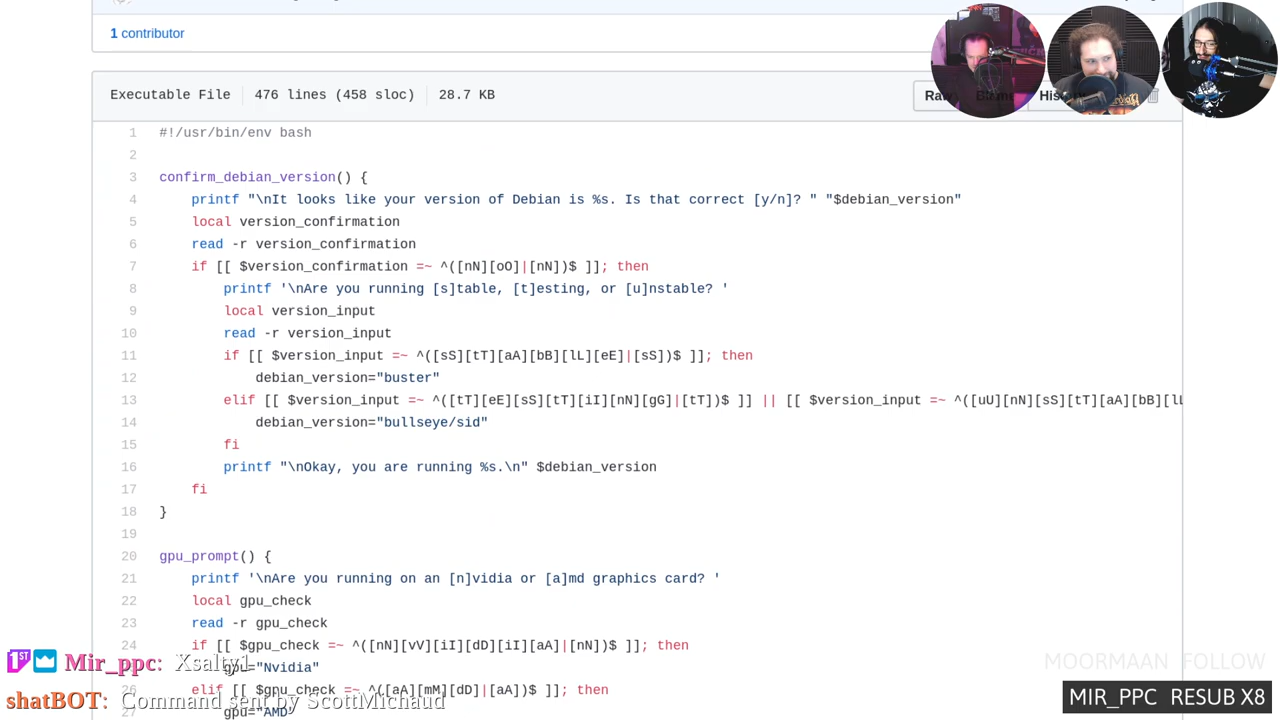 1 contributor
Executable File 476 lines (458 sloc) 28.7 KB
1 #!/usr/bin/env bash
2
3 confirm_debian_version() {
4 printf "\nIt looks like your version of Debian is %s. Is that correct [y/n]? " "$debian_version"
5 local version_confirmation
6 read -r version_confirmation
7 if [[ $version_confirmation =~ ^([nN][oO]|[nN])$ ]]; then
8 printf '\nAre you running [s]table, [t]esting, or [u]nstable? '
9 local version_input
10 read -r version_input
11 if [[ $version_input =~ ^([sS][tT][aA][bB][lL][eE]|[sS])$ ]]; then
12 debian_version="buster"
13 elif [[ $version_input =~ ^([tT][eE][sS][tT][iI][nN][gG]|[tT])$ ]] || [[ $version_input =~ ^([uU][nN][sS][tT][aA][bB][lL
14 debian_version="bullseye/sid"
15 fi
16 printf "\nOkay, you are running %s.\n" $debian_version
17 fi
18 }
19
20 gpu_prompt() {
21 printf '\nAre you running on an [n]vidia or [a]md graphics card? '
22 local gpu_check
23 read -r gpu_check
24 if [[ $gpu_check =~ ^([nN][vV][iI][dD][iI][aA]|[nN])$ ]]; then
gpu="Nvidia"
26 elif [[ $gpu_check =~ ^([aA][mM][dD]|[aA])$ ]]; then
27 gpu="AMD"
1ST Mir_ppc: Xsalty1
shatBOT: Command sent by ScottMichaud
MOORMAAN FOLLOW
MIR_PPC RESUB X8